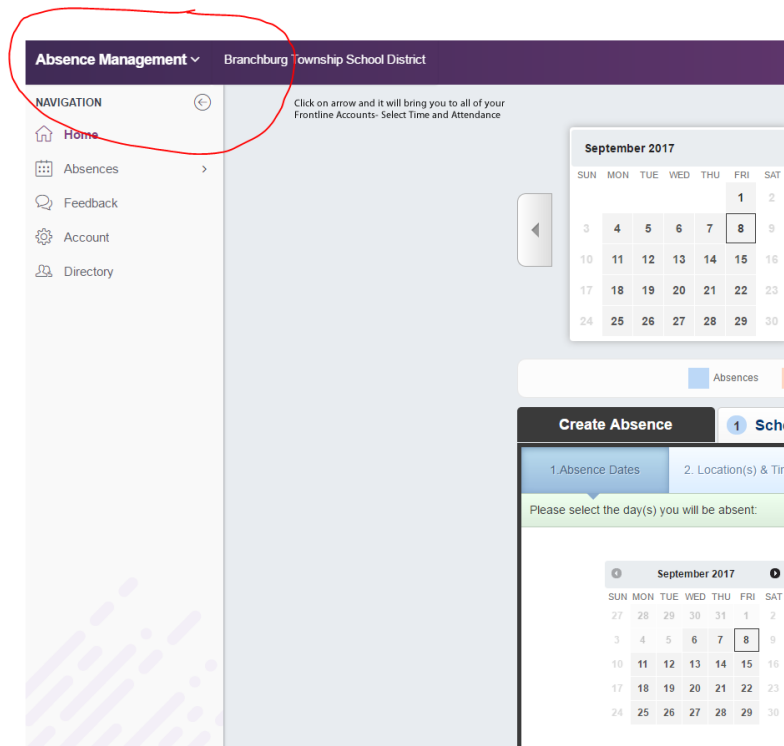 Absence Management Branchburg Township School District
NAVIGATION
Home
Absences
Feedback
Account
Directory
Click on arrow and it will bring you to all of your
Frontline Accounts- Select Time and Attendance
September 2017
SUN MON TUE WED THU FRI SAT
1 2
3 4 5 6 7 8 9
10 11 12 13 14 15 16
17 18 19 20 21 22 23
24 25 26 27 28 29 30
Absences
Create Absence 1
1.Absence Dates 2. Location(s) &
Please select the day(s) you will be absent:
September 2017
SUN MON TUE WED THU FRI SAT
27 28 29 30 31 1 2
3 4 5 6 7 8 9
10 11 12 13 14 15 16
17 18 19 20 21 22 23
24 25 26 27 28 29 30